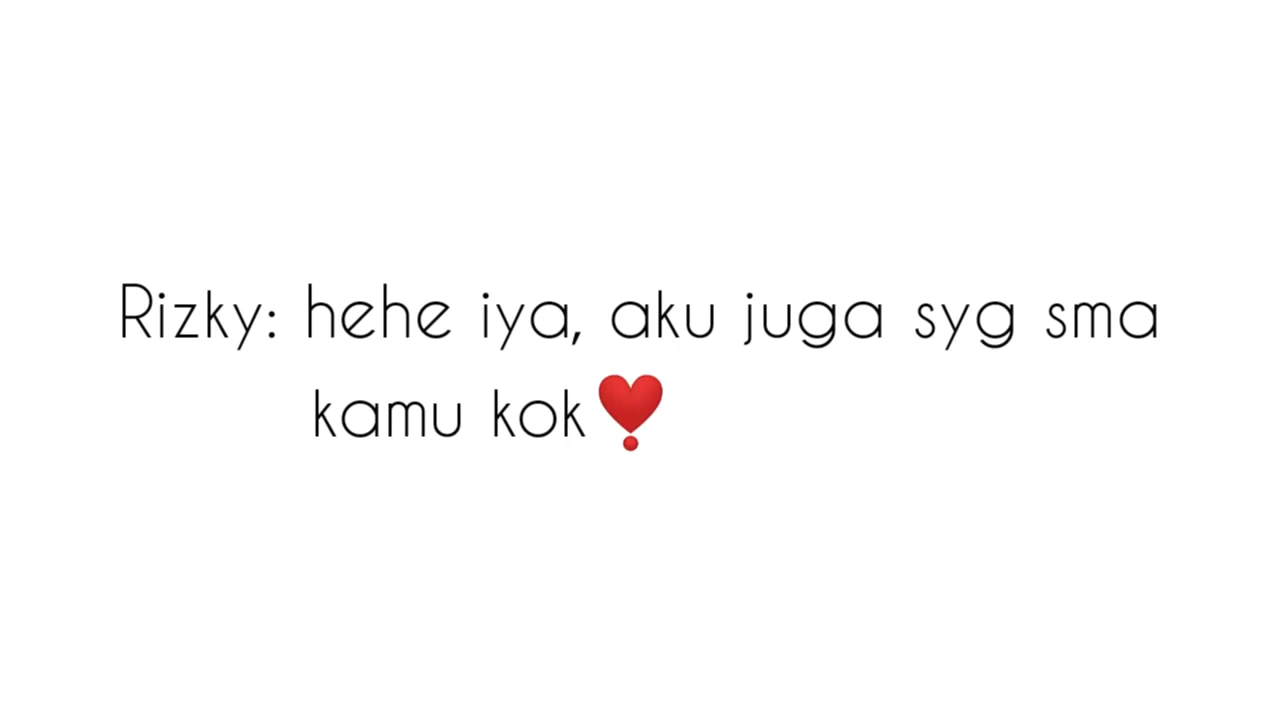 Rizky: hehe iya, aku juga syg sma
kamu kok❣️